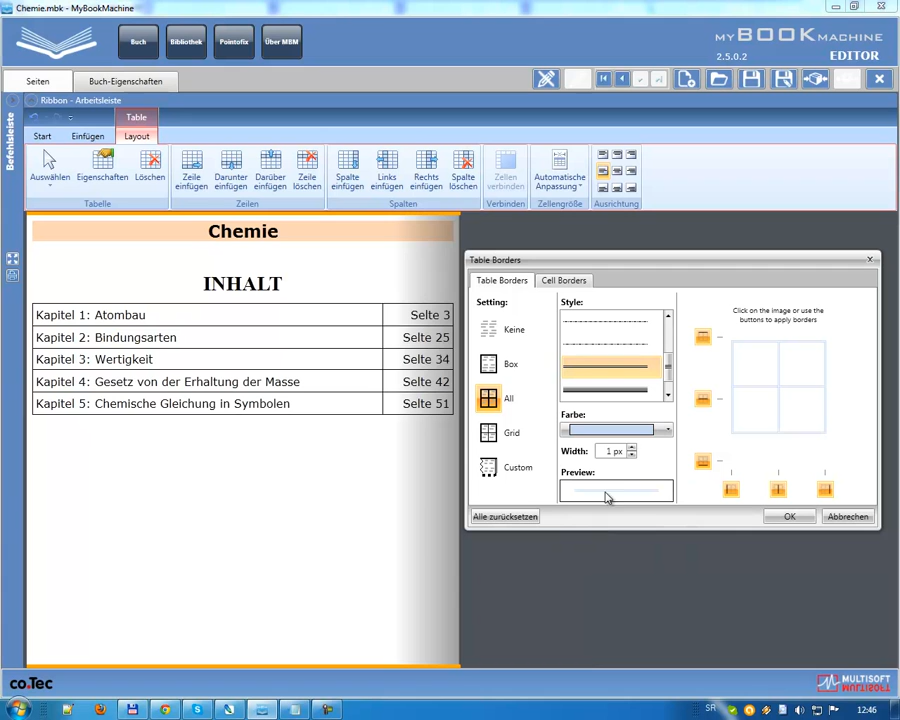 Chemie.mbk - MyBookMachine
Buch
Bibliothek
Pointofix
Über MBM
MYBOOKMACHINE
2.5.0.2
EDITOR
Seiten
Buch-Eigenschaften
Ribbon - Arbeitsleiste
Befehlsleiste
Table
Start
Einfügen
Layout
Auswählen
Eigenschaften
Löschen
Zeile einfügen
Darunter einfügen
Darüber einfügen
Zeile löschen
Spalte einfügen
Links einfügen
Rechts einfügen
Spalte löschen
Zellen verbinden
Automatische Anpassung
Tabelle
Zeilen
Spalten
Verbinden
Zellengröße
Ausrichtung
Chemie
INHALT
Kapitel 1: Atombau Seite 3
Kapitel 2: Bindungsarten Seite 25
Kapitel 3: Wertigkeit Seite 34
Kapitel 4: Gesetz von der Erhaltung der Masse Seite 42
Kapitel 5: Chemische Gleichung in Symbolen Seite 51
Table Borders
Table Borders
Cell Borders
Setting:
Keine
Box
All
Grid
Custom
Style:
Farbe:
Width: 1 px
Preview:
Click on the image or use the
buttons to apply borders
Alle zurücksetzen
OK
Abbrechen
co.Tec
MULTISOFT
SR
12:46